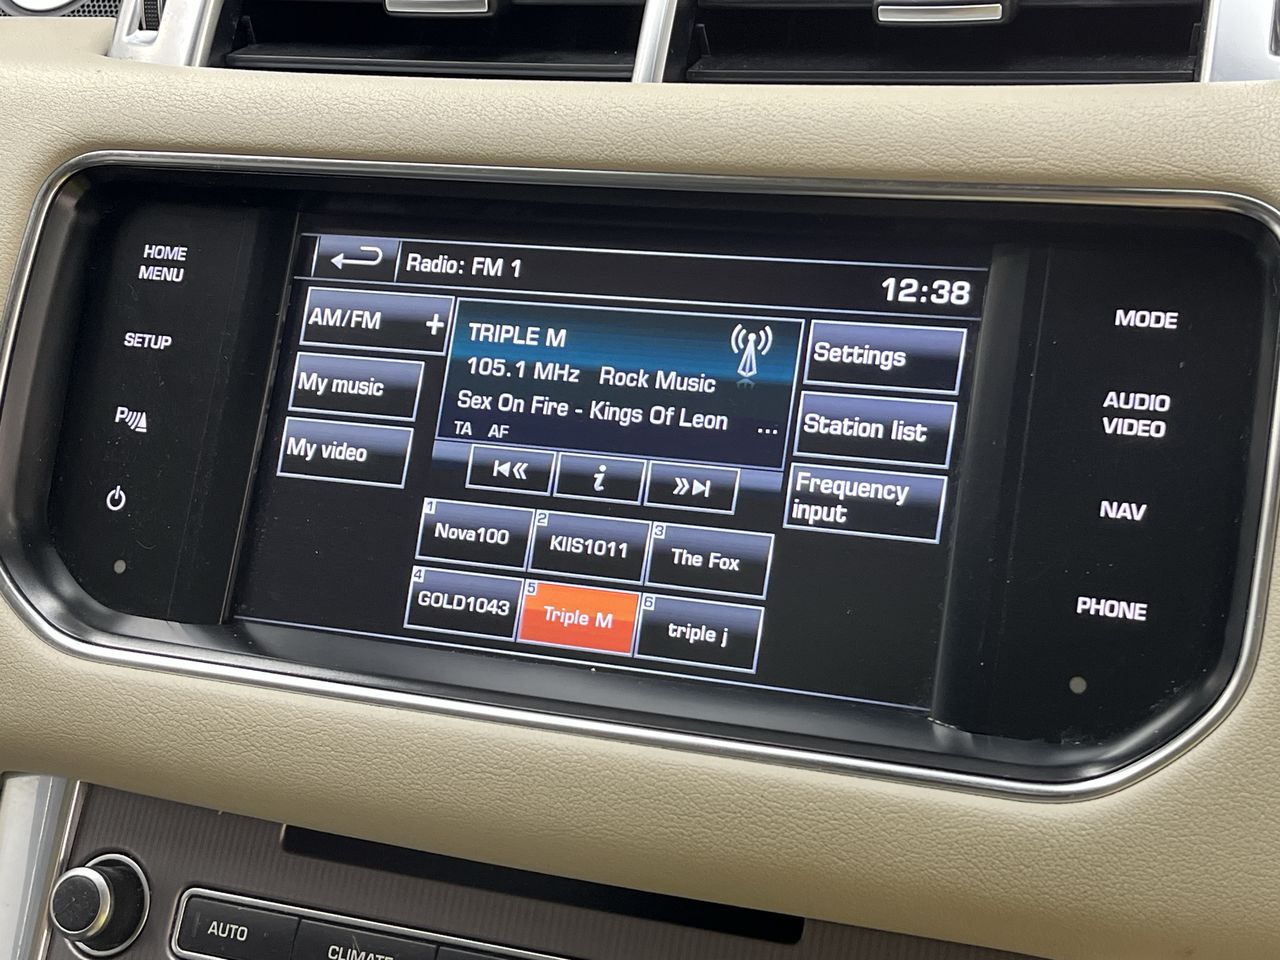 HOME
MENU
SETUP
P
Radio: FM 1
12:38
AM/FM +
My music
My video
TRIPLE M
105.1 MHz Rock Music
Sex On Fire - Kings Of Leon
...
TA AF
i
Settings
Station list
Frequency
input
1 Nova100
2 KIIS1011
3 The Fox
4 GOLD1043
5 Triple M
6 triple j
MODE
AUDIO
VIDEO
NAV
PHONE
AUTO
CLIMATE